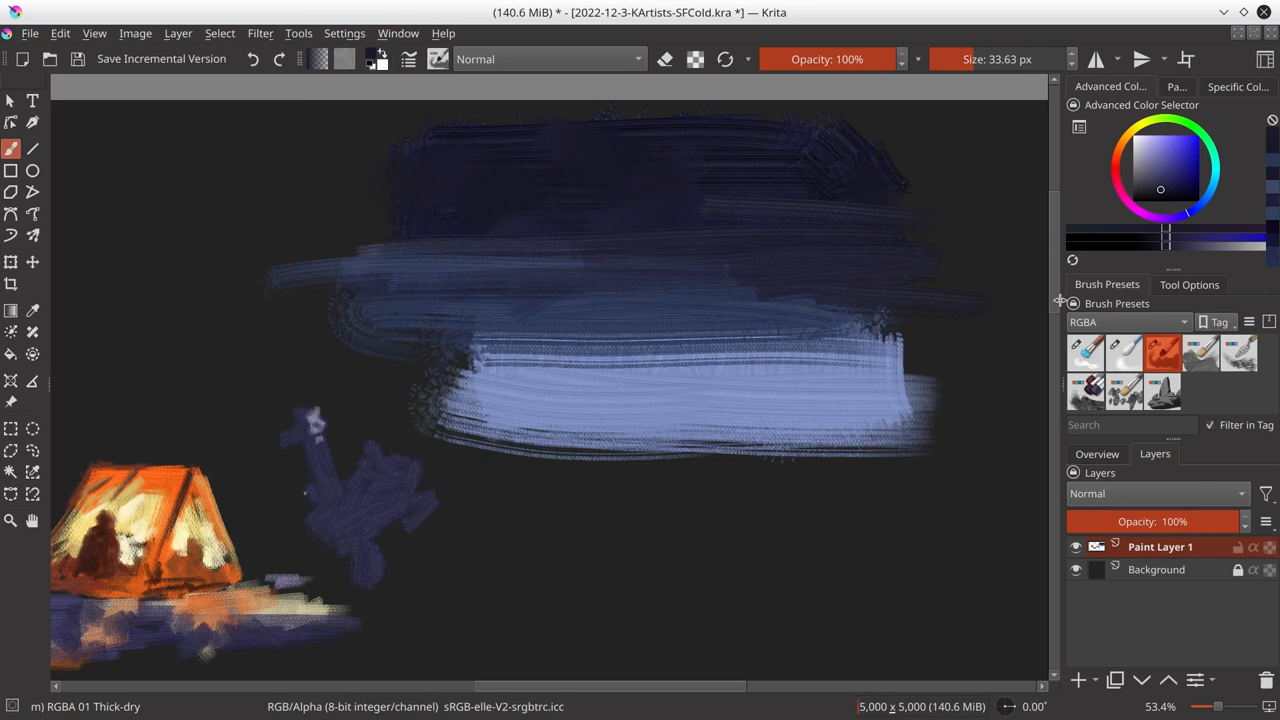 (140.6 MiB) * - [2022-12-3-KArtists-SFCold.kra *] — Krita
File Edit View Image Layer Select Filter Tools Settings Window Help
Save Incremental Version Normal Opacity: 100% Size: 33.63 px
Advanced Col... Pa... Specific Col...
Advanced Color Selector
Brush Presets Tool Options
Brush Presets
RGBA Tag
Search Filter in Tag
Overview Layers
Layers
Normal
Opacity: 100%
Paint Layer 1
Background
m) RGBA 01 Thick-dry RGB/Alpha (8-bit integer/channel) sRGB-elle-V2-srgbtrc.icc 5,000 x 5,000 (140.6 MiB) 0.00° 53.4%